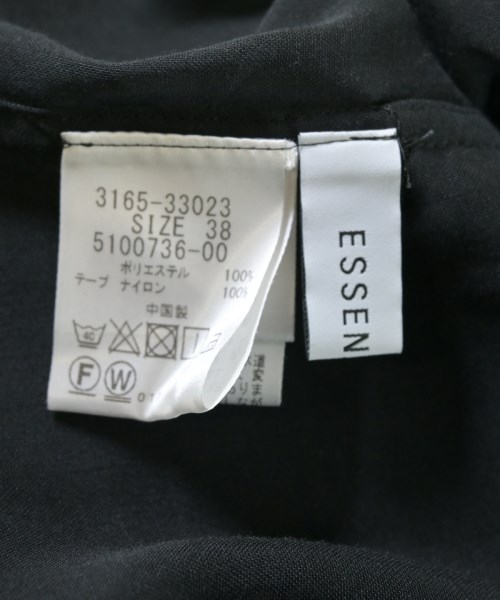 3165-33023
SIZE 38
5100736-00
ポリエステル 100%
テープ ナイロン 100%
中国製
40
F W
ESSEN